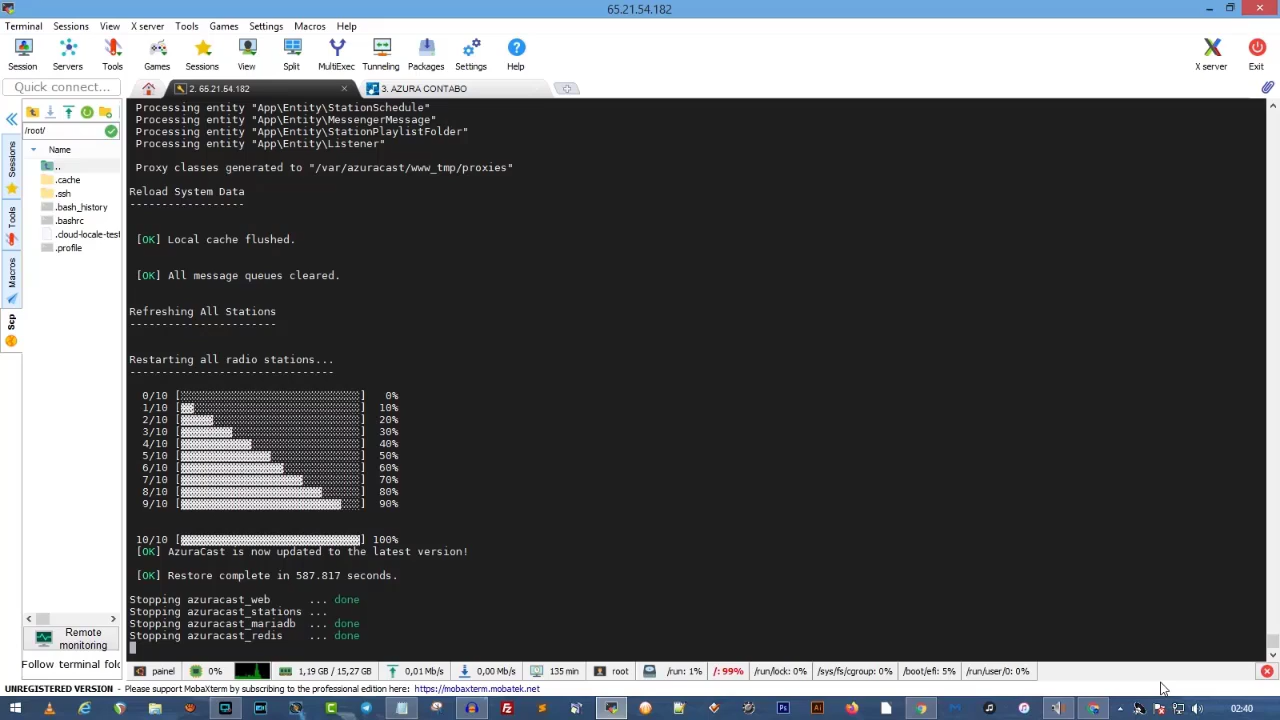 65.21.54.182
Terminal Sessions View X server Tools Games Settings Macros Help
Session Servers Tools Games Sessions View Split MultiExec Tunneling Packages Settings Help X server Exit
Quick connect...
2. 65.21.54.182
3. AZURA CONTABO
/root/
Name
..
.cache
.ssh
.bash_history
.bashrc
.cloud-locale-test
.profile
Sessions
Tools
Macros
Scp
Processing entity "App\Entity\StationSchedule"
Processing entity "App\Entity\MessengerMessage"
Processing entity "App\Entity\StationPlaylistFolder"
Processing entity "App\Entity\Listener"
Proxy classes generated to "/var/azuracast/www_tmp/proxies"
Reload System Data
------------------
[OK] Local cache flushed.
[OK] All message queues cleared.
Refreshing All Stations
-----------------------
Restarting all radio stations...
--------------------------------
0/10 [ ] 0%
1/10 [ ] 10%
2/10 [ ] 20%
3/10 [ ] 30%
4/10 [ ] 40%
5/10 [ ] 50%
6/10 [ ] 60%
7/10 [ ] 70%
8/10 [ ] 80%
9/10 [ ] 90%
10/10 [ ] 100%
[OK] AzuraCast is now updated to the latest version!
[OK] Restore complete in 587.817 seconds.
Stopping azuracast_web ... done
Stopping azuracast_stations ...
Stopping azuracast_mariadb ... done
Stopping azuracast_redis ... done
Remote
monitoring
Follow terminal fold
painel 0% 1,19 GB / 15,27 GB 0,01 Mb/s 0,00 Mb/s 135 min root /run: 1% /: 99% /run/lock: 0% /sys/fs/cgroup: 0% /boot/efi: 5% /run/user/0: 0%
UNREGISTERED VERSION - Please support MobaXterm by subscribing to the professional edition here: https://mobaxterm.mobatek.net
02:40